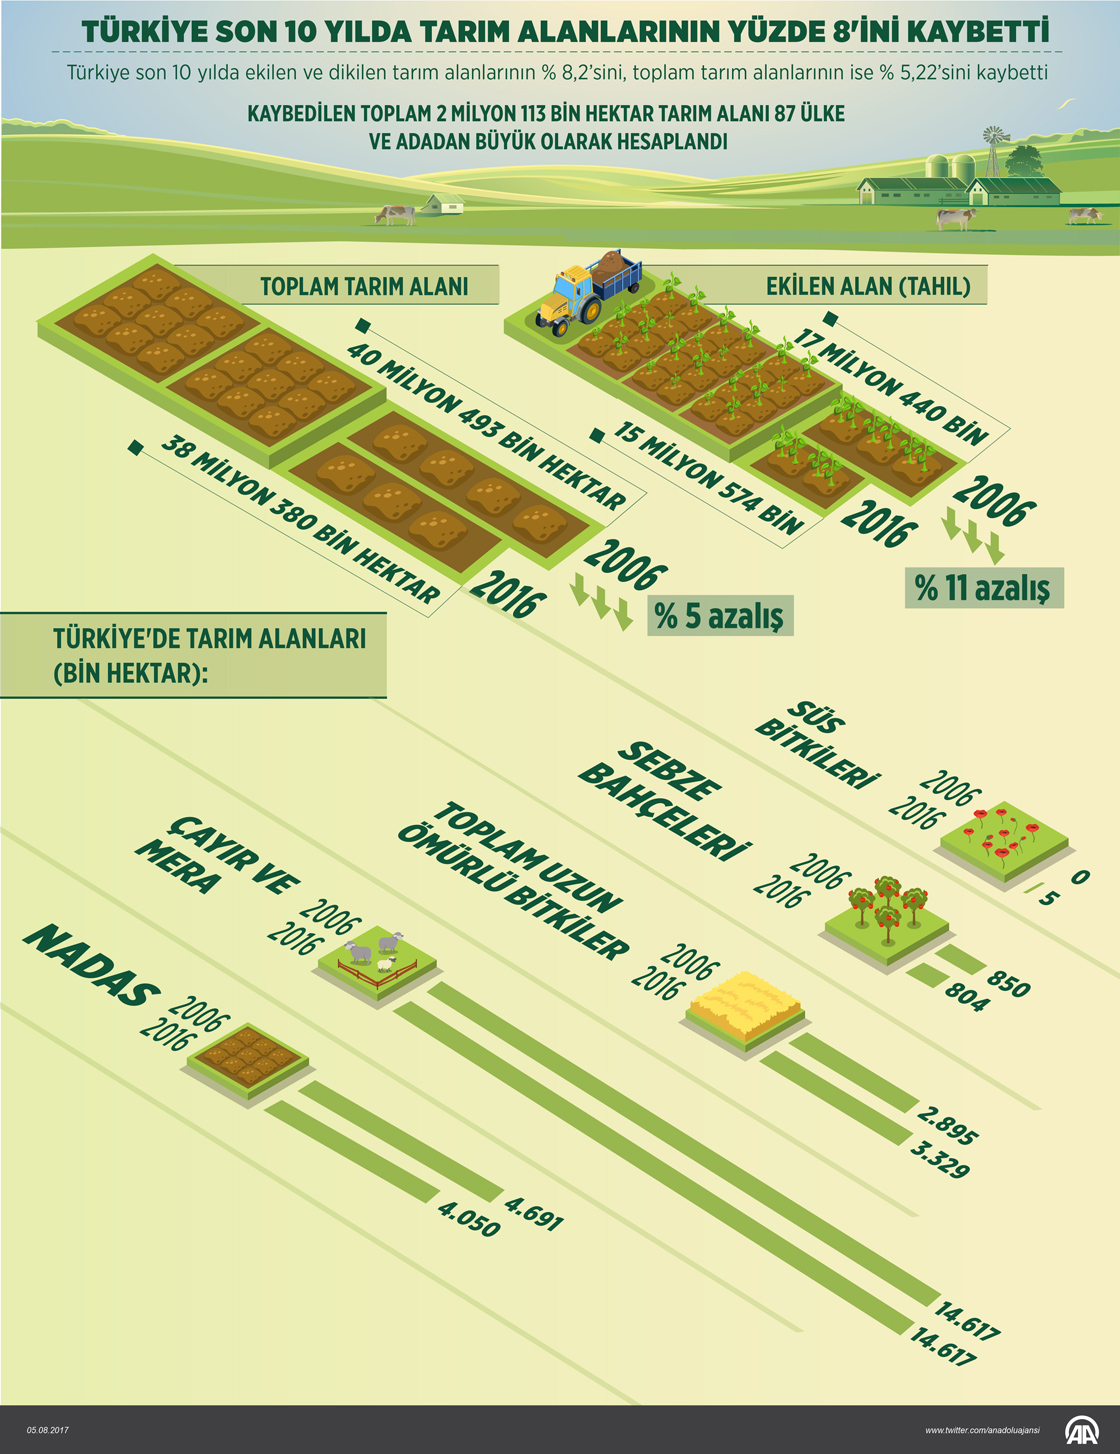 TÜRKİYE SON 10 YILDA TARIM ALANLARININ YÜZDE 8'İNİ KAYBETTİ
Türkiye son 10 yılda ekilen ve dikilen tarım alanlarının % 8,2’sini, toplam tarım alanlarının ise % 5,22’sini kaybetti
KAYBEDİLEN TOPLAM 2 MİLYON 113 BİN HEKTAR TARIM ALANI 87 ÜLKE
VE ADADAN BÜYÜK OLARAK HESAPLANDI
TOPLAM TARIM ALANI
40 MİLYON 493 BİN HEKTAR
38 MİLYON 380 BİN HEKTAR
2006
2016
% 5 azalış
EKİLEN ALAN (TAHIL)
17 MİLYON 440 BİN
15 MİLYON 574 BİN
2006
2016
% 11 azalış
TÜRKİYE'DE TARIM ALANLARI
(BİN HEKTAR):
SÜS
BİTKİLERİ
2006
2016
0
5
SEBZE
BAHÇELERİ
2006
2016
850
804
TOPLAM UZUN
ÖMÜRLÜ BİTKİLER
2006
2016
2.895
3.329
ÇAYIR VE
MERA
2006
2016
14.617
14.617
NADAS
2006
2016
4.691
4.050
05.08.2017
www.twitter.com/anadoluajansi
AA